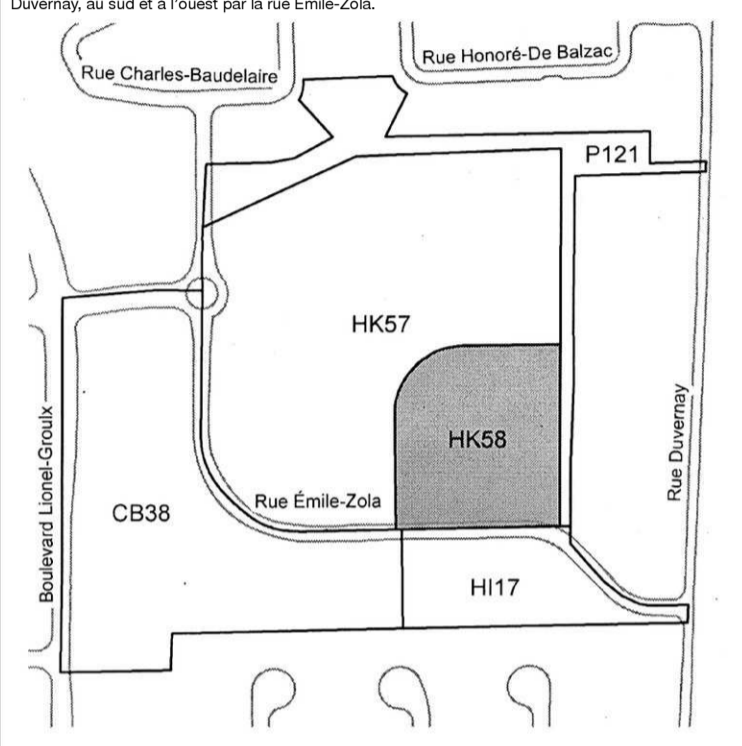 Duvernay, au sud et à l'ouest par la rue Émile-Zola.
Rue Honoré-De Balzac
Rue Charles-Baudelaire
P121
HK57
HK58
Rue Duvernay
Boulevard Lionel-Groulx
Rue Émile-Zola
CB38
HI17